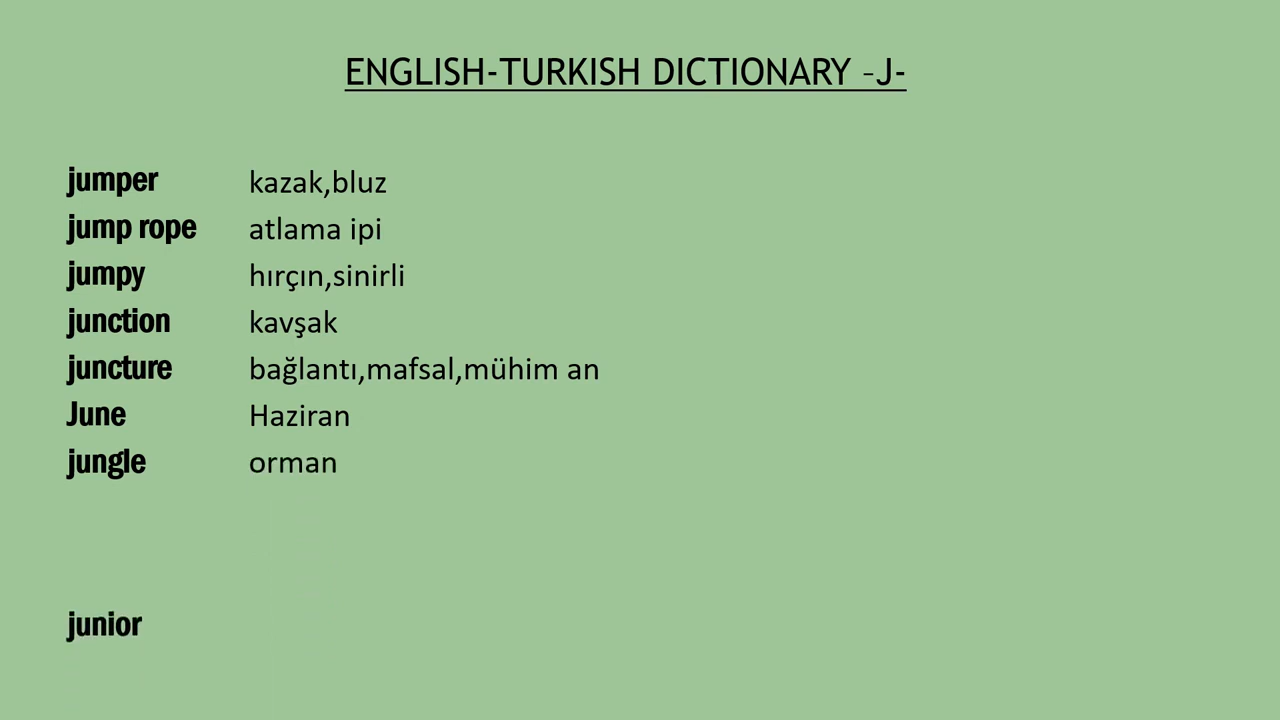 ENGLISH-TURKISH DICTIONARY –J-
jumper kazak,bluz
jump rope atlama ipi
jumpy hırçın,sinirli
junction kavşak
juncture bağlantı,mafsal,mühim an
June Haziran
jungle orman
junior